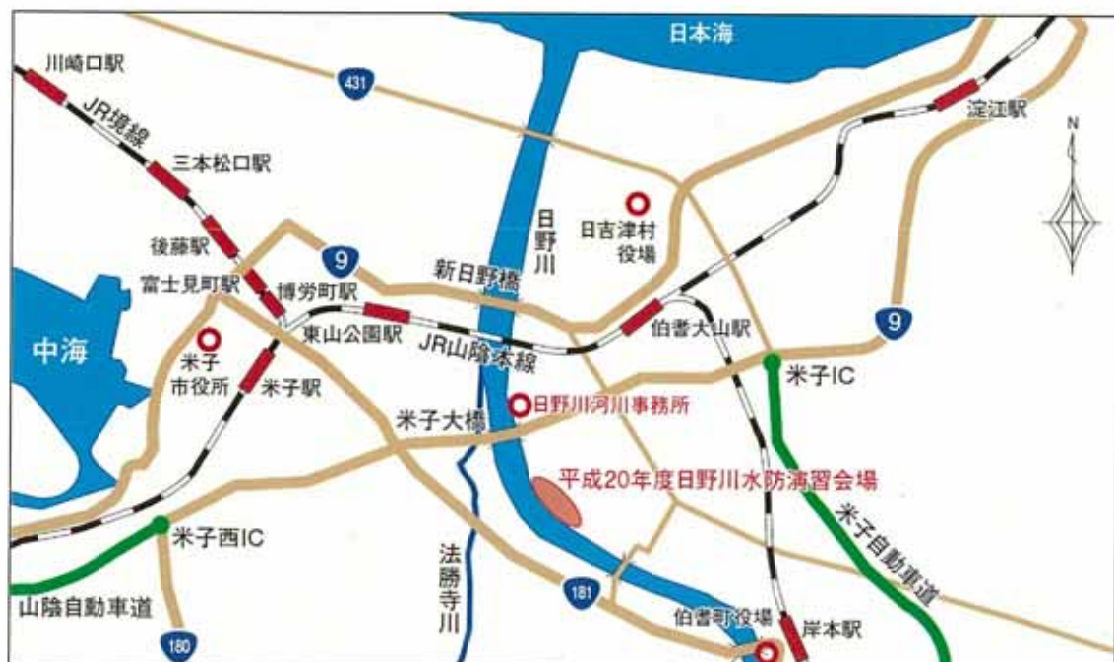 日本海
川崎口駅
JR境線
431
淀江駅
N
三本松口駅
日野川
日吉津村
役場
後藤駅
9
新日野橋
富士見町駅
博労町駅
東山公園駅
JR山陰本線
伯耆大山駅
9
中海
米子
市役所
米子駅
米子IC
米子大橋
日野川河川事務所
平成20年度日野川水防演習会場
米子西IC
法勝寺川
米子自動車道
山陰自動車道
180
181
伯耆町役場
岸本駅